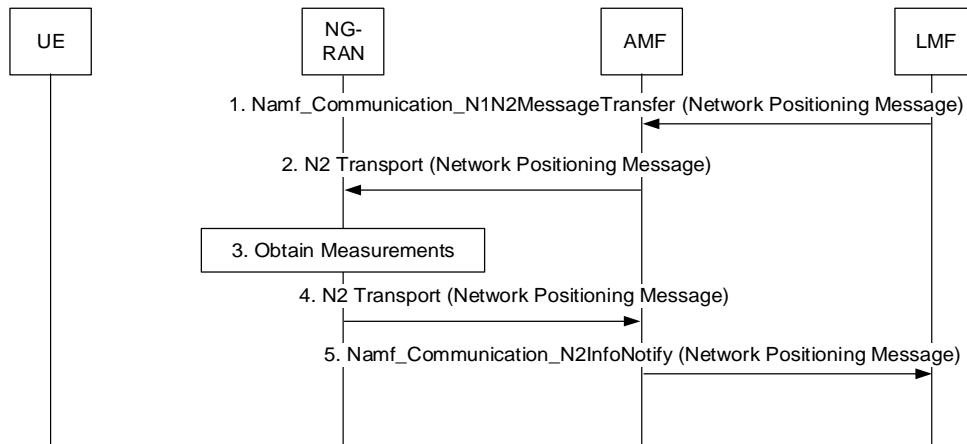 UE
NG-
RAN
AMF
LMF
1. Namf_Communication_N1N2MessageTransfer (Network Positioning Message)
2. N2 Transport (Network Positioning Message)
3. Obtain Measurements
4. N2 Transport (Network Positioning Message)
5. Namf_Communication_N2InfoNotify (Network Positioning Message)